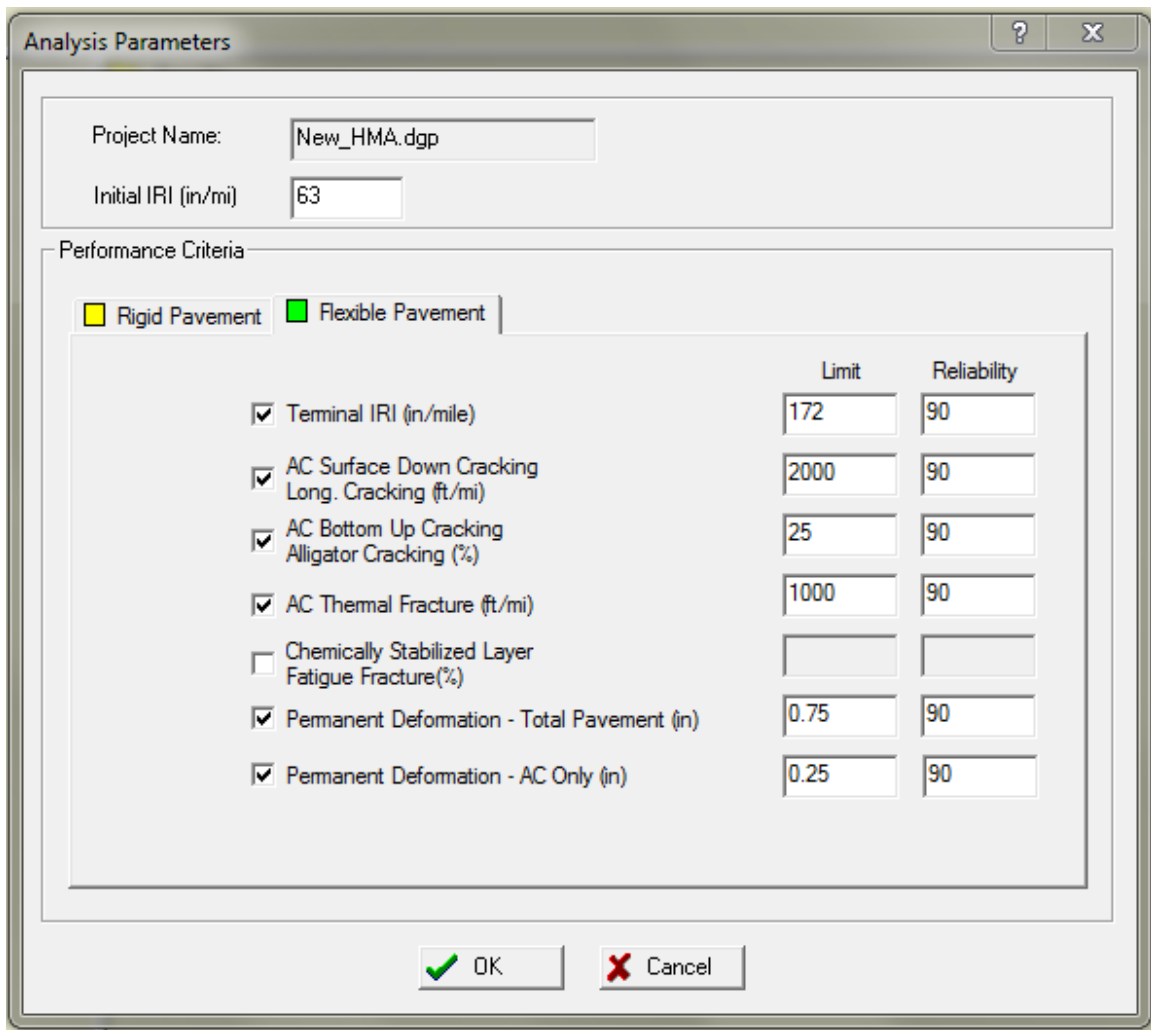 Analysis Parameters
Project Name: New_HMA.dgp
Initial IRI (in/mi) 63
Performance Criteria
Rigid Pavement Flexible Pavement
Limit Reliability
Terminal IRI (in/mile) 172 90
AC Surface Down Cracking
Long. Cracking (ft/mi) 2000 90
AC Bottom Up Cracking
Alligator Cracking (%) 25 90
AC Thermal Fracture (ft/mi) 1000 90
Chemically Stabilized Layer
Fatigue Fracture(%)
Permanent Deformation - Total Pavement (in) 0.75 90
Permanent Deformation - AC Only (in) 0.25 90
OK Cancel